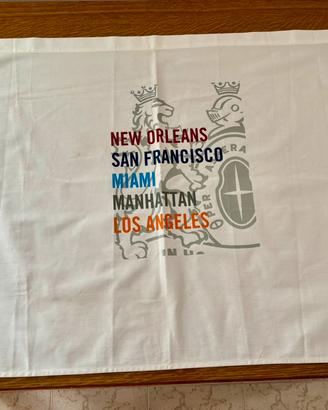 NEW ORLEANS
SAN FRANCISCO
MIAMI
MANHATTAN
LOS ANGELES